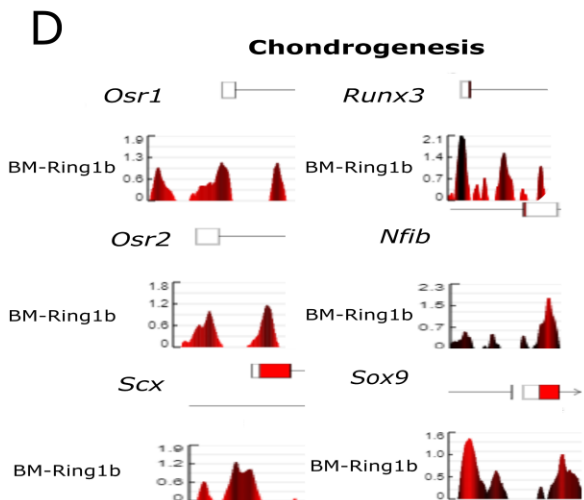 D
Chondrogenesis
Osr1
Runx3
BM-Ring1b
1.9
1.3
0.6
0
BM-Ring1b
2.1
1.4
0.7
0
Osr2
Nfib
BM-Ring1b
1.8
1.2
0.6
0
BM-Ring1b
2.3
1.5
0.7
0
Scx
Sox9
BM-Ring1b
1.9
1.2
0.6
0
BM-Ring1b
1.6
1.0
0.5
0